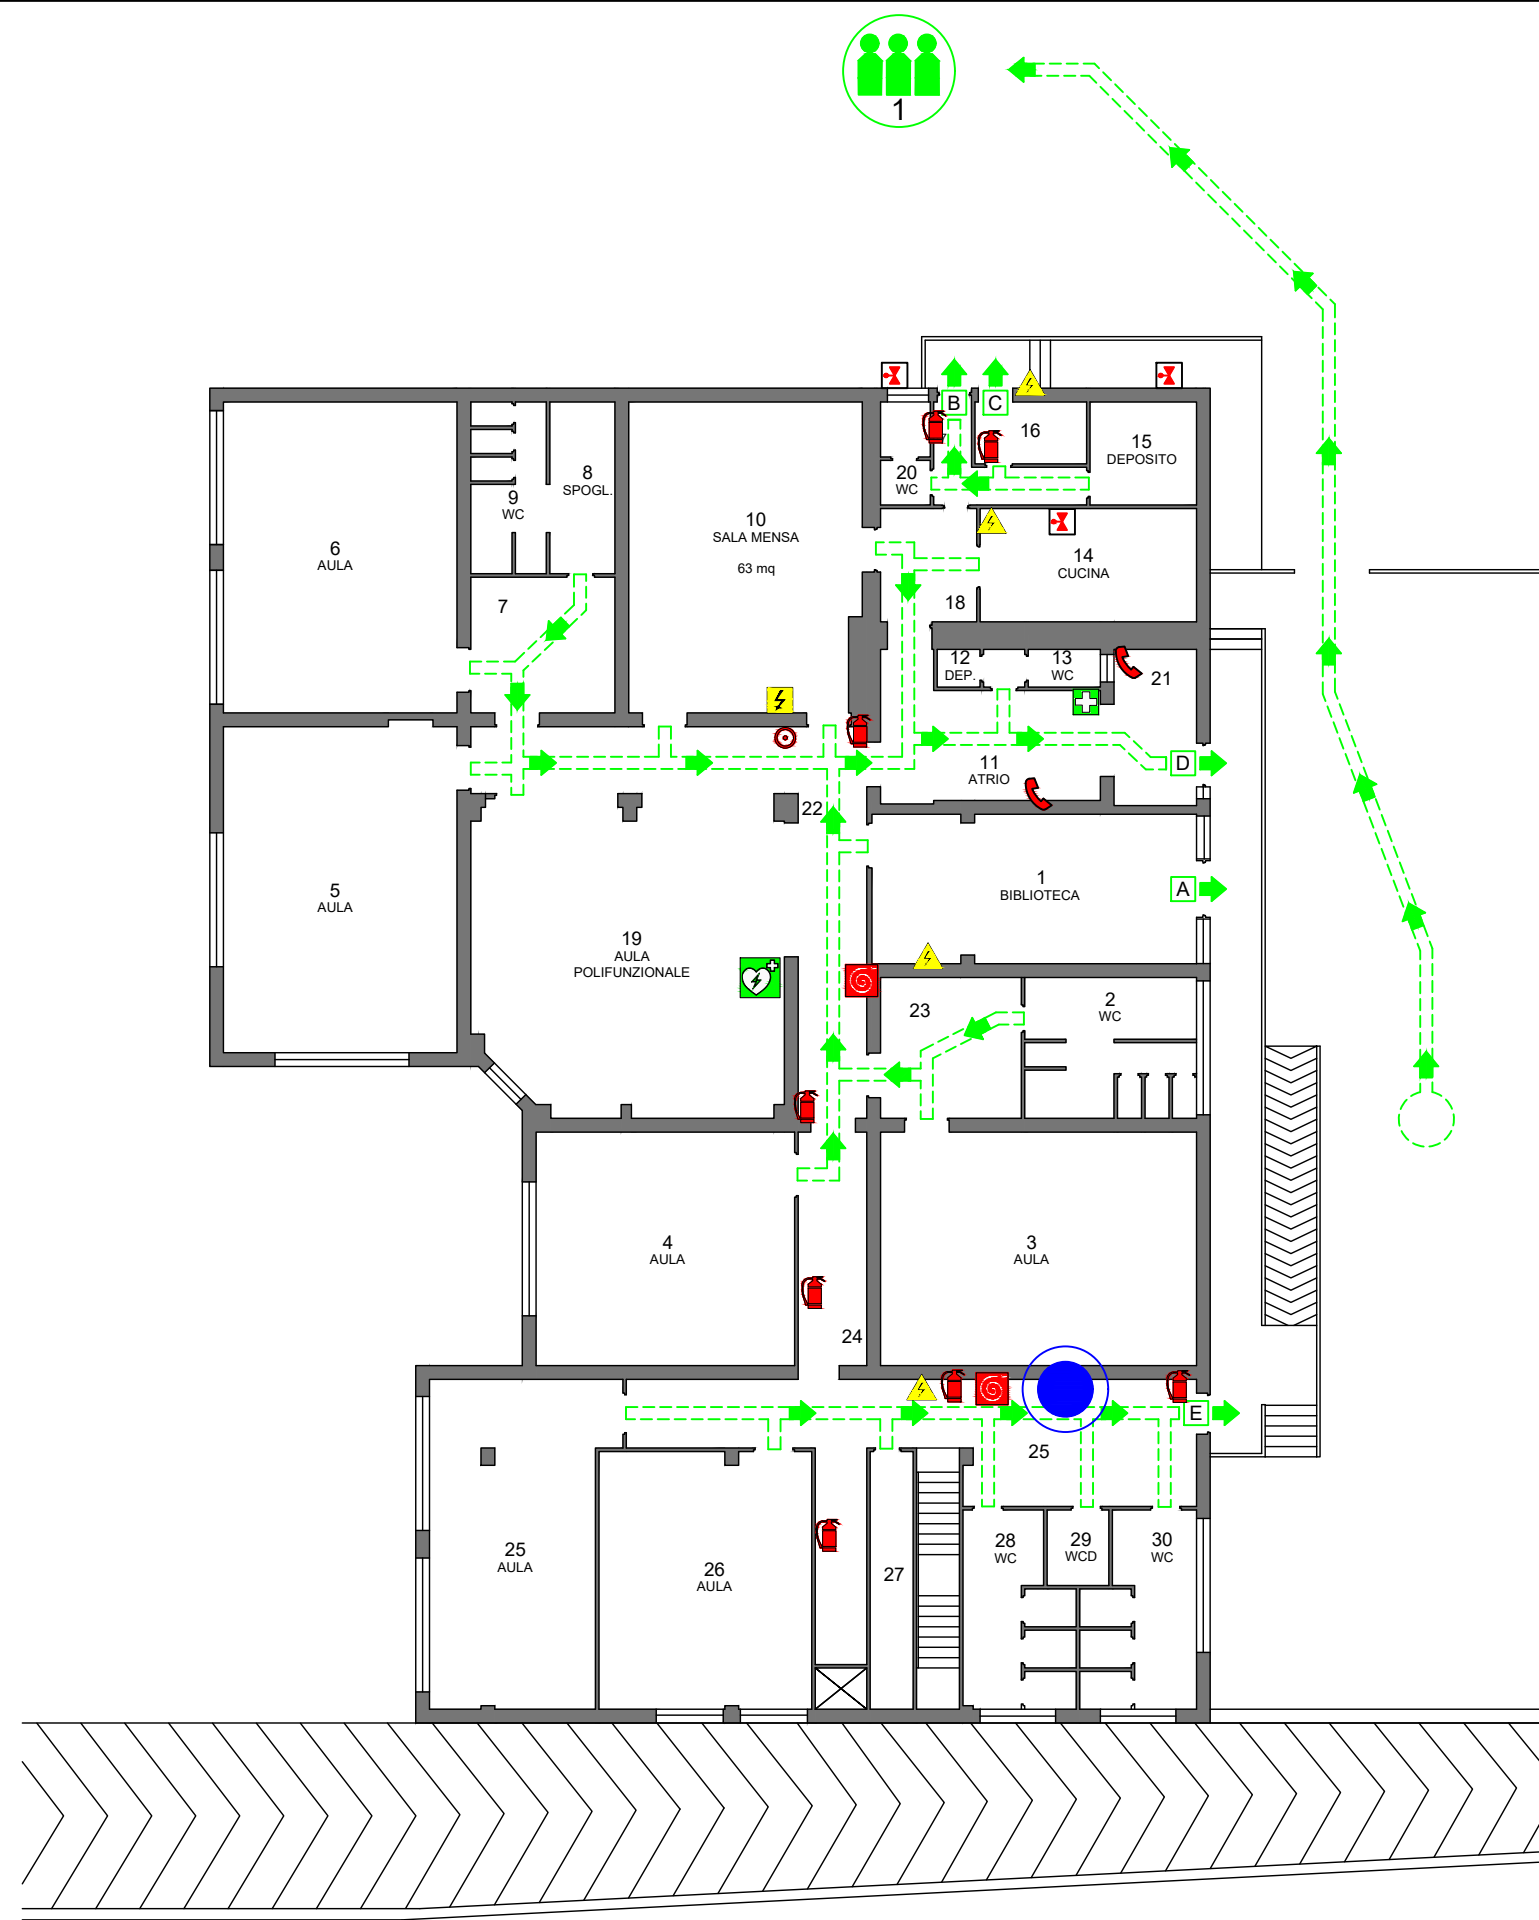 1
B
C
16
15
DEPOSITO
8
SPOGL.
9
WC
20
WC
10
SALA MENSA
63 mq
6
AULA
14
CUCINA
7
18
12
DEP.
13
WC
21
11
ATRIO
D
22
1
BIBLIOTECA
A
5
AULA
19
AULA
POLIFUNZIONALE
23
2
WC
4
AULA
3
AULA
24
E
25
25
AULA
26
AULA
27
28
WC
29
WCD
30
WC